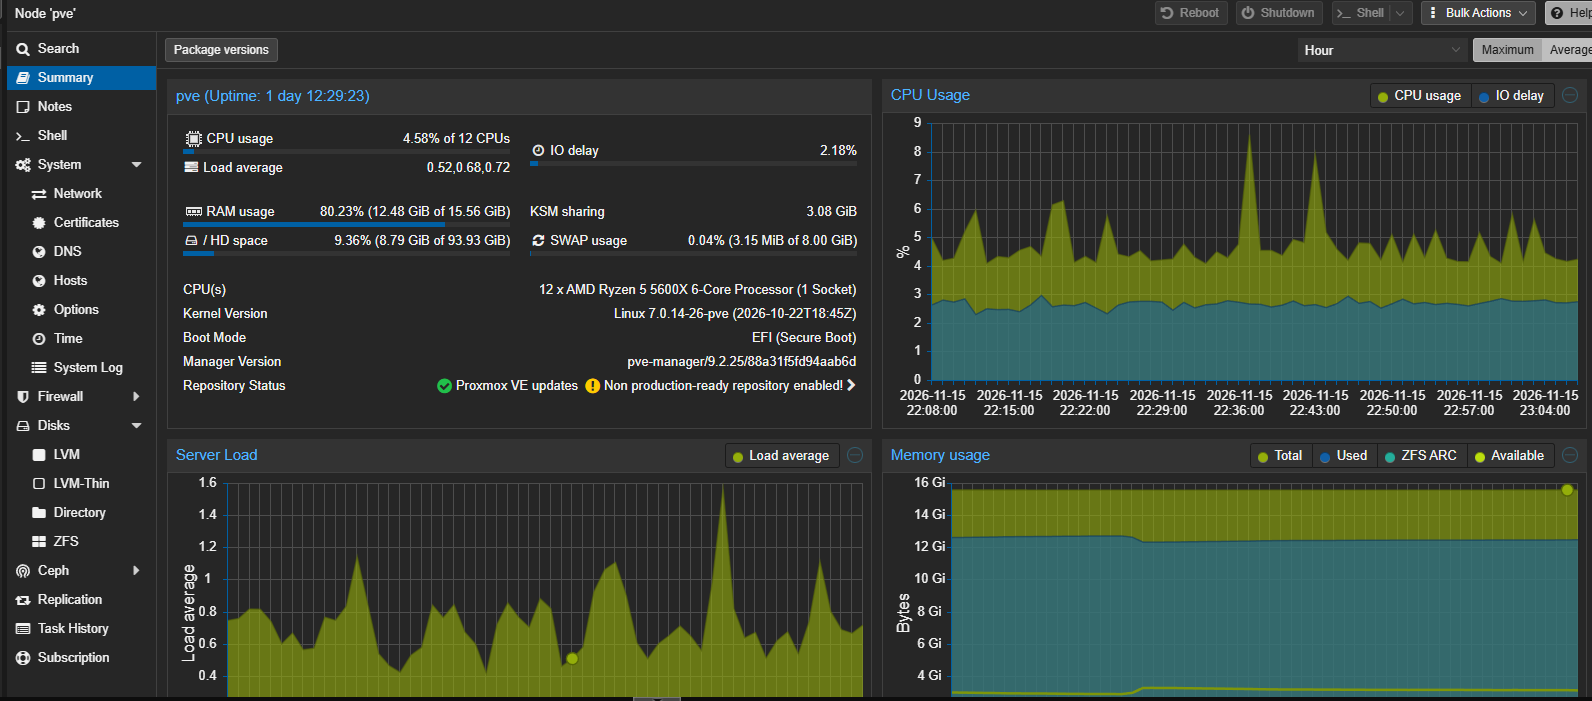 Node 'pve'
Reboot
Shutdown
Shell
Bulk Actions
Help
Search
Summary
Notes
Shell
System
Network
Certificates
DNS
Hosts
Options
Time
System Log
Firewall
Disks
LVM
LVM-Thin
Directory
ZFS
Ceph
Replication
Task History
Subscription
Package versions
Hour
Maximum
Average
pve (Uptime: 1 day 12:29:23)
CPU usage
4.58% of 12 CPUs
Load average
0.52,0.68,0.72
IO delay
2.18%
RAM usage
80.23% (12.48 GiB of 15.56 GiB)
KSM sharing
3.08 GiB
/ HD space
9.36% (8.79 GiB of 93.93 GiB)
SWAP usage
0.04% (3.15 MiB of 8.00 GiB)
CPU(s)
12 x AMD Ryzen 5 5600X 6-Core Processor (1 Socket)
Kernel Version
Linux 7.0.14-26-pve (2026-10-22T18:45Z)
Boot Mode
EFI (Secure Boot)
Manager Version
pve-manager/9.2.25/88a31f5fd94aab6d
Repository Status
Proxmox VE updates
Non production-ready repository enabled!
CPU Usage
CPU usage
IO delay
9
8
7
6
5
4
3
2
1
0
%
2026-11-15 2026-11-15 2026-11-15 2026-11-15 2026-11-15 2026-11-15 2026-11-15 2026-11-15 2026-11-15
22:08:00 22:15:00 22:22:00 22:29:00 22:36:00 22:43:00 22:50:00 22:57:00 23:04:00
Server Load
Load average
1.6
1.4
1.2
1
0.8
0.6
0.4
Load average
Memory usage
Total
Used
ZFS ARC
Available
16 Gi
14 Gi
12 Gi
10 Gi
8 Gi
6 Gi
4 Gi
Bytes